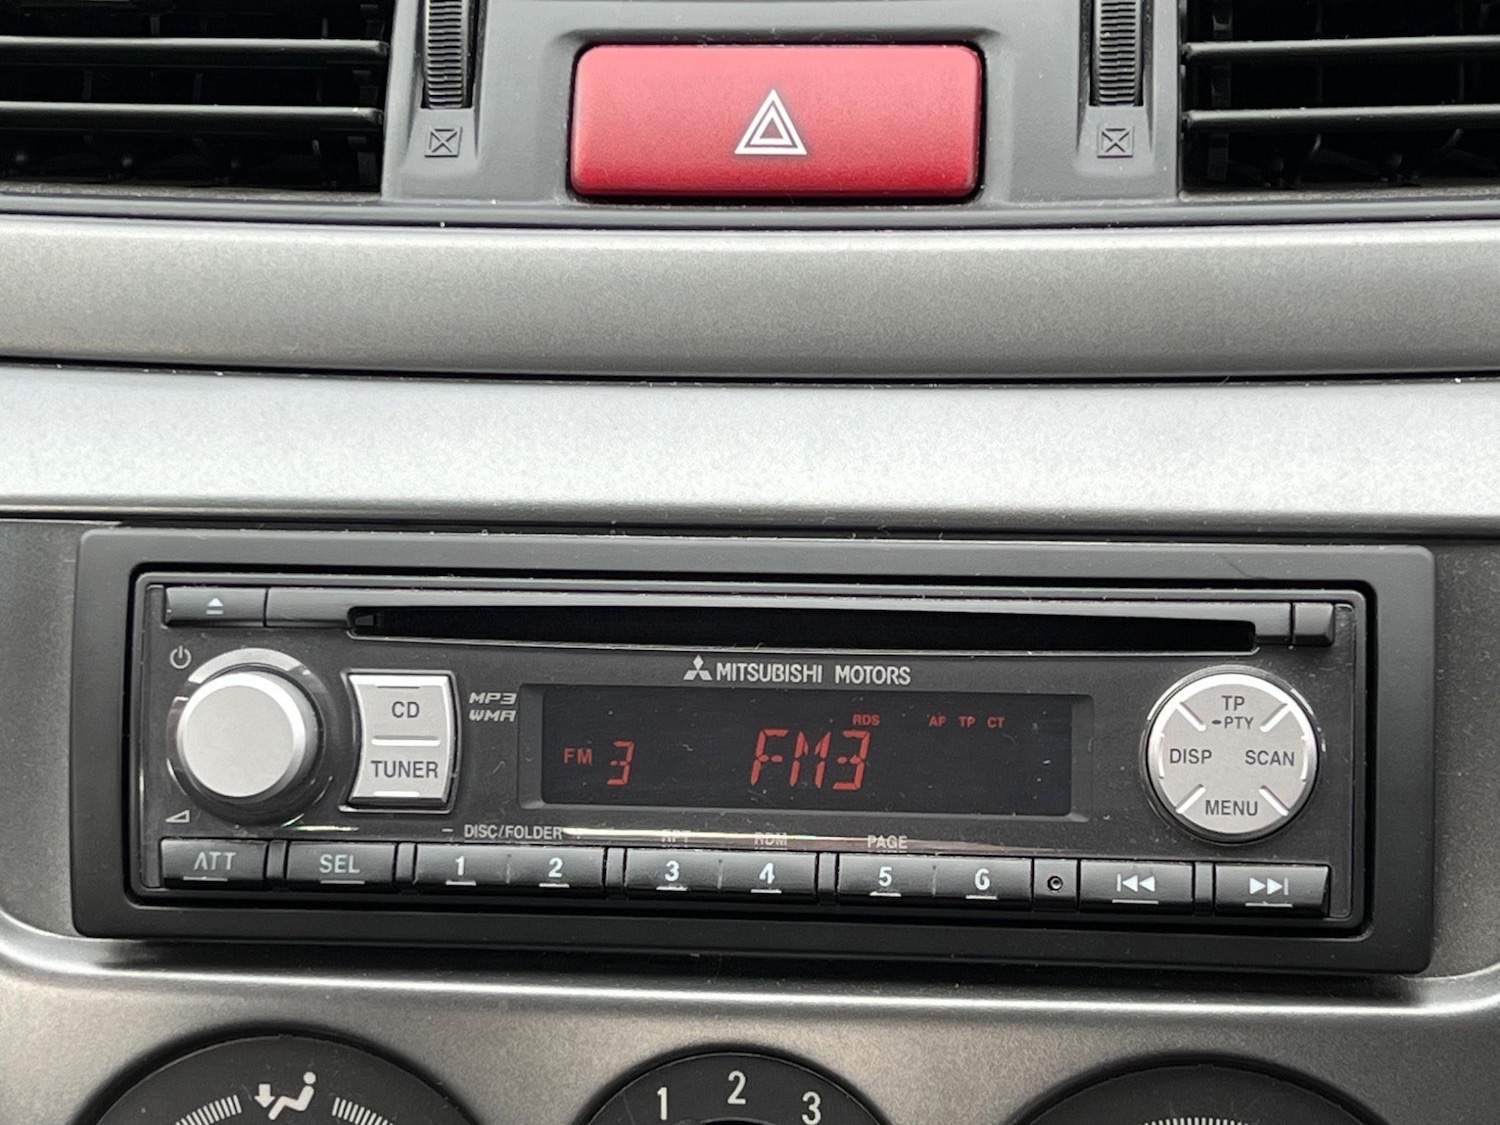 MITSUBISHI MOTORS
CD
TUNER
MP3
WMA
RDS AF TP CT
FM 3 FM3
TP
PTY
DISP SCAN
MENU
- DISC/FOLDER + RPT RDM PAGE
ATT SEL 1 2 3 4 5 6
1 2 3